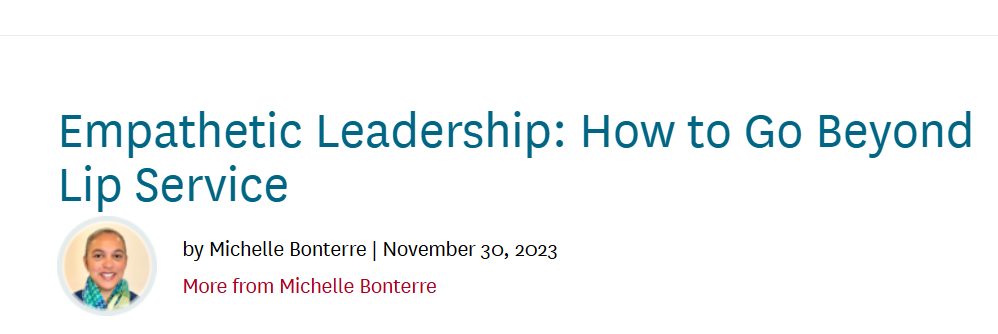 Empathetic Leadership: How to Go Beyond
Lip Service
by Michelle Bonterre | November 30, 2023
More from Michelle Bonterre